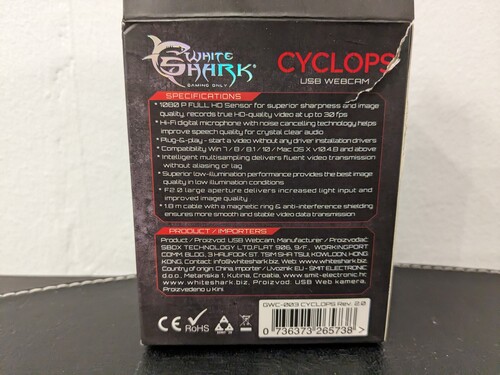 WHITE
SHARK®
GAMING ONLY
CYCLOPS
USB WEBCAM
SPECIFICATIONS
• 1080 P FULL HD Sensor for superior sharpness and image
quality, records true HD-quality video at up to 30 fps
• Hi-Fi digital microphone with noise cancelling technology helps
improve speech quality for crystal clear audio
• Plug-&-play - start a video without any driver installation drivers
• Compatibility Win 7 / 8 / 8.1 / 10 / Mac OS X v10.4.8 and above
• Intelligent multisampling delivers fluent video transmission
without aliasing or lag
• Superior low-illumination performance provides the best image
quality in low illumination conditions
• F2.0 large aperture delivers increased light input and
improved image quality
• 1.8 m cable with a magnetic ring & anti-interference shielding
ensures more smooth and stable video data transmission
PRODUCT / IMPORTERS
Product / Proizvod: USB Webcam, Manufacturer / Proizvođač
SBOX TECHNOLOGY LTD,FLAT 506, 5/F., WORKINGPORT
COMM BLDG., 3 HAUFOOK ST. TSIM SHA TSUI, KOWLOON, HONG
KONG. Contact: info@whiteshark.biz, www.whiteshark.biz,
Country of origin: China, Importer / Uvoznik EU - SMIT ELECTRONIC
d.o.o. Metanska 1, Kutina, Croatia. www.smit-electronic.hr
www.whiteshark.biz. Proizvod: USB Web kamera,
Proizvedeno u Kini
CE
RoHS
GWC-003 CYCLOPS Rev. 2.0
0 736373 265738 >